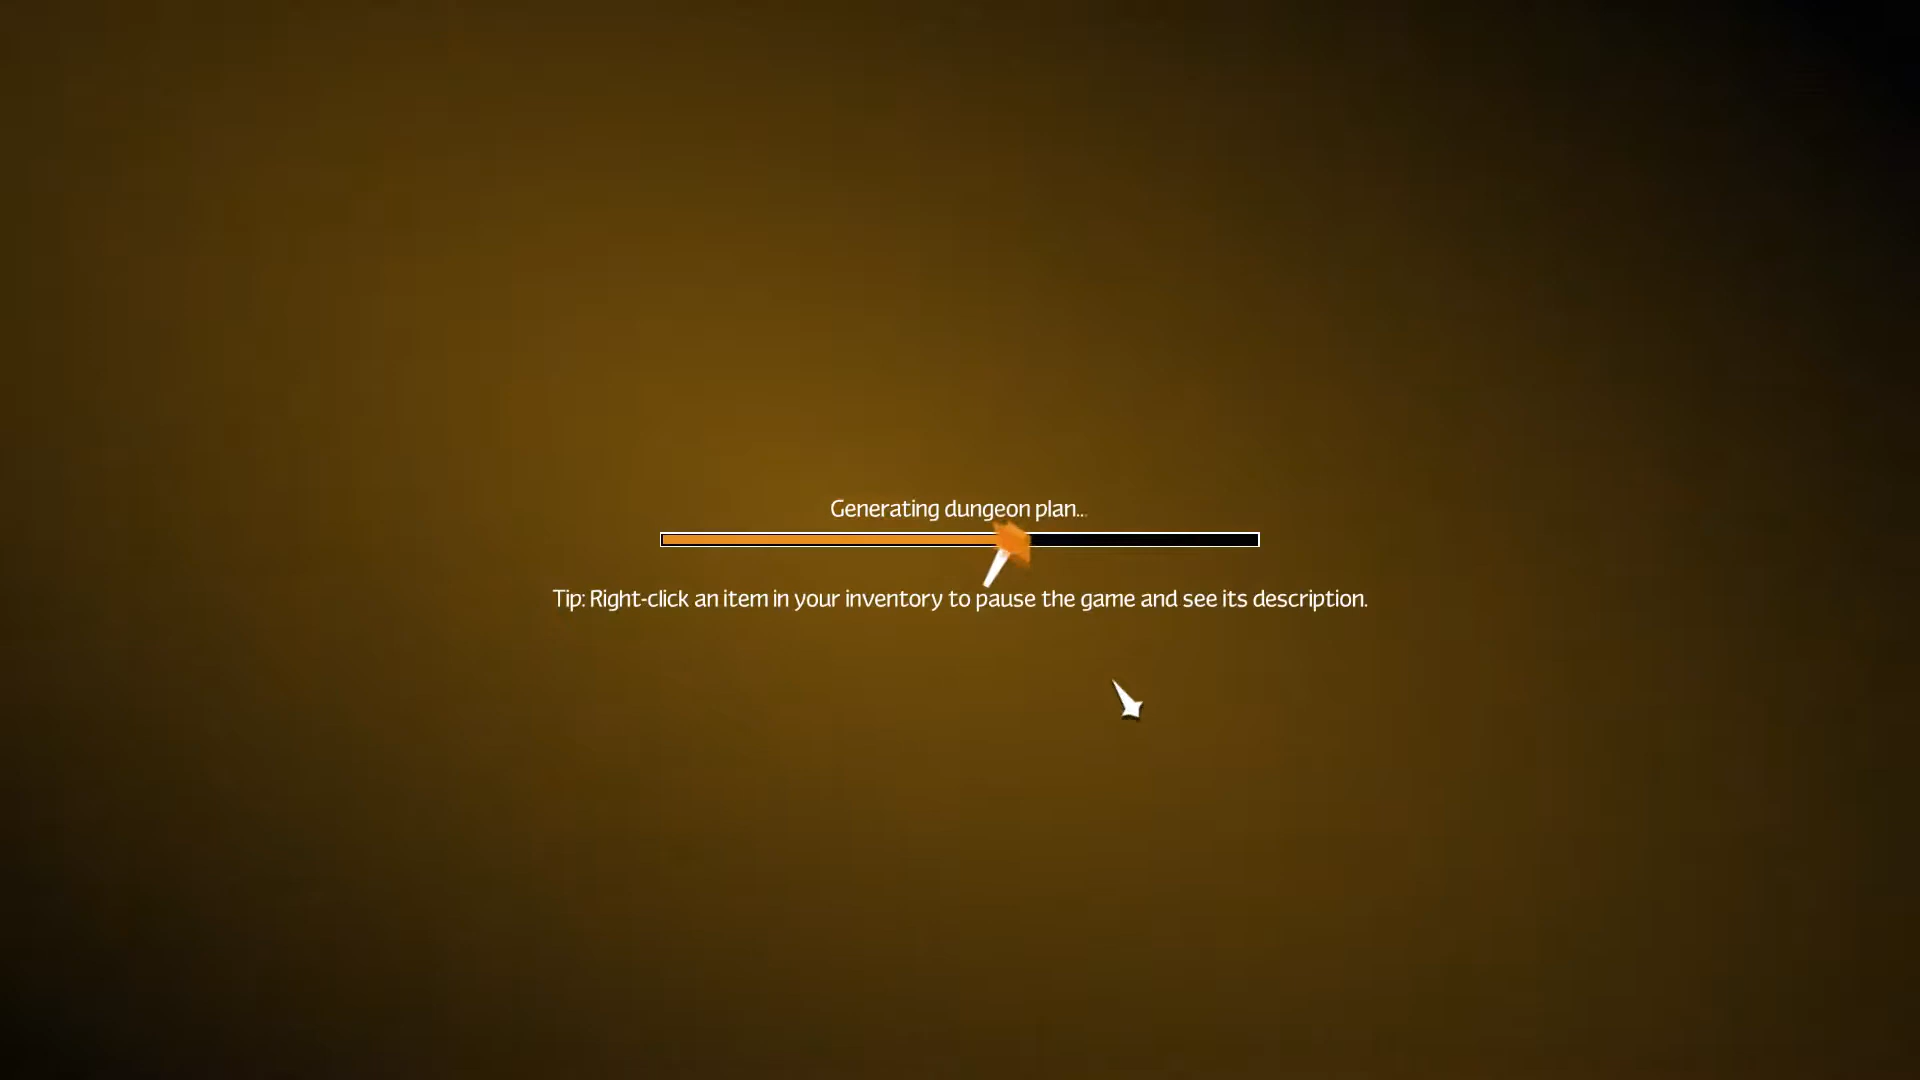 Generating dungeon plan...
Tip: Right-click an item in your inventory to pause the game and see its description.